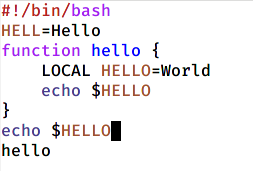 #!/bin/bash
HELL=Hello
function hello {
    LOCAL HELLO=World
    echo $HELLO
}
echo $HELLO
hello